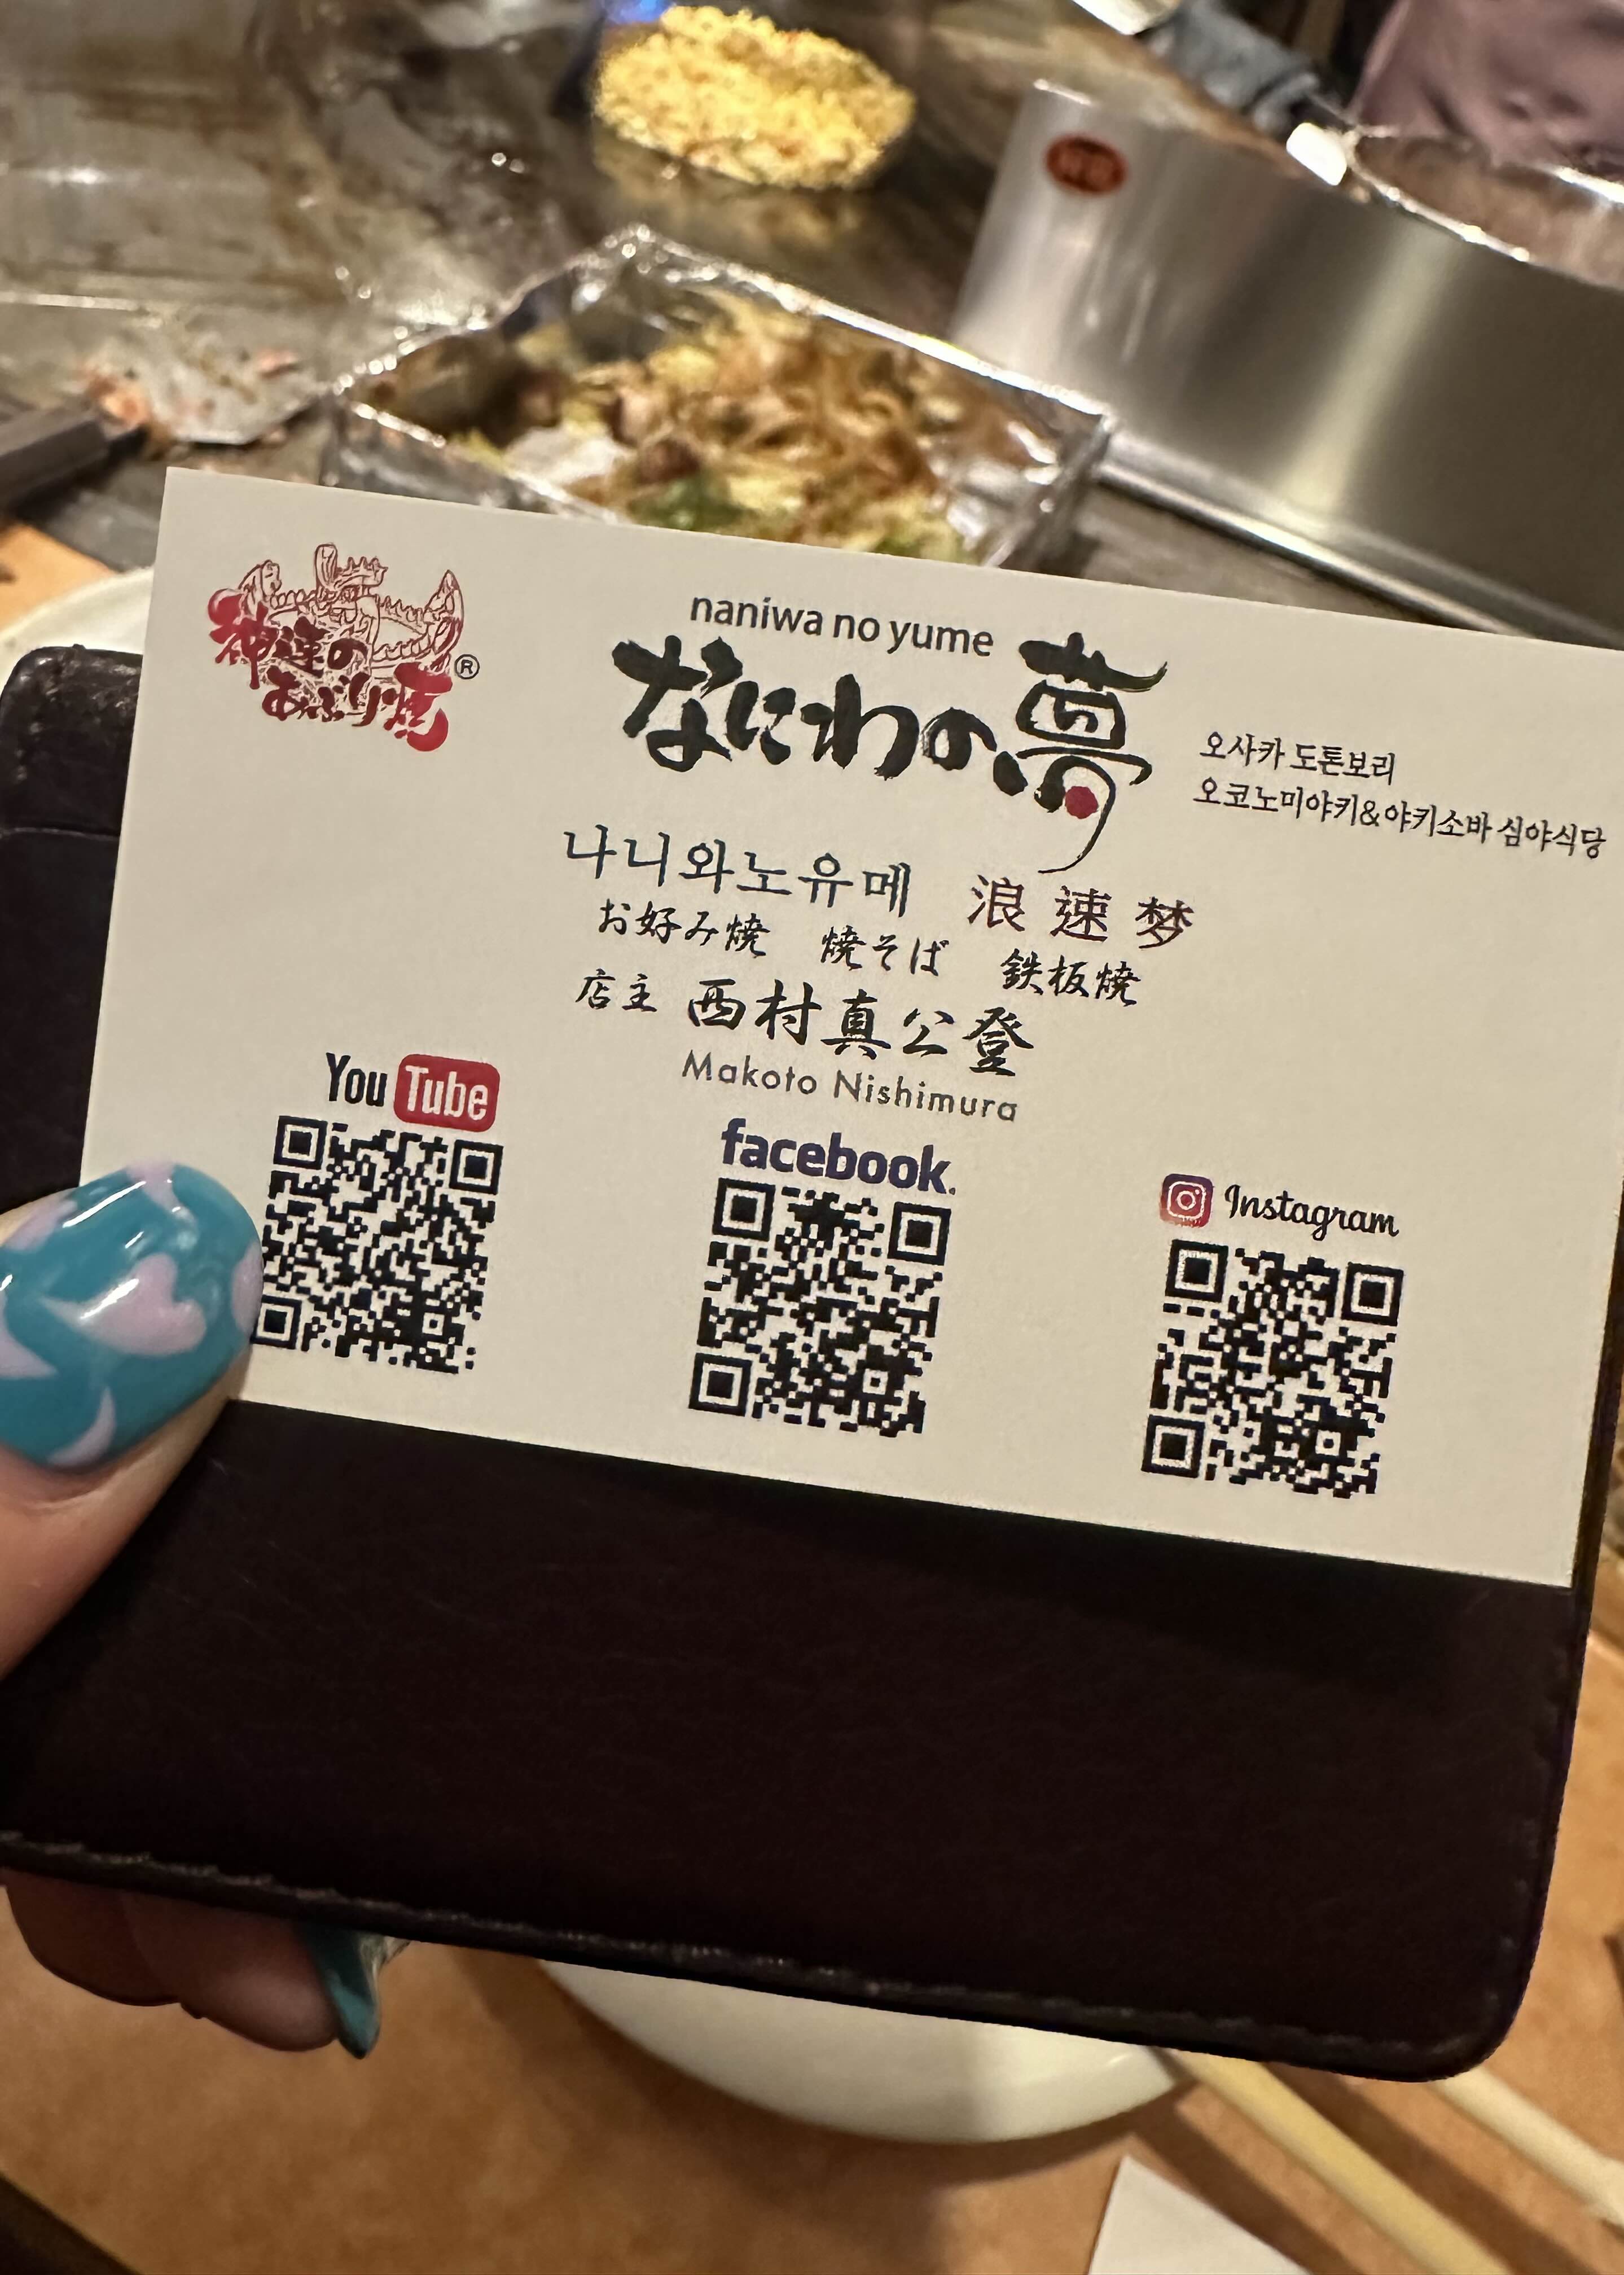 神達の
あぶり焼
®
naniwa no yume
なにわの夢
오사카 도톤보리
오코노미야키&야키소바 심야식당
나니와노유메 浪速梦
お好み焼 焼そば 鉄板焼
店主 西村真公登
Makoto Nishimura
YouTube
facebook.
Instagram